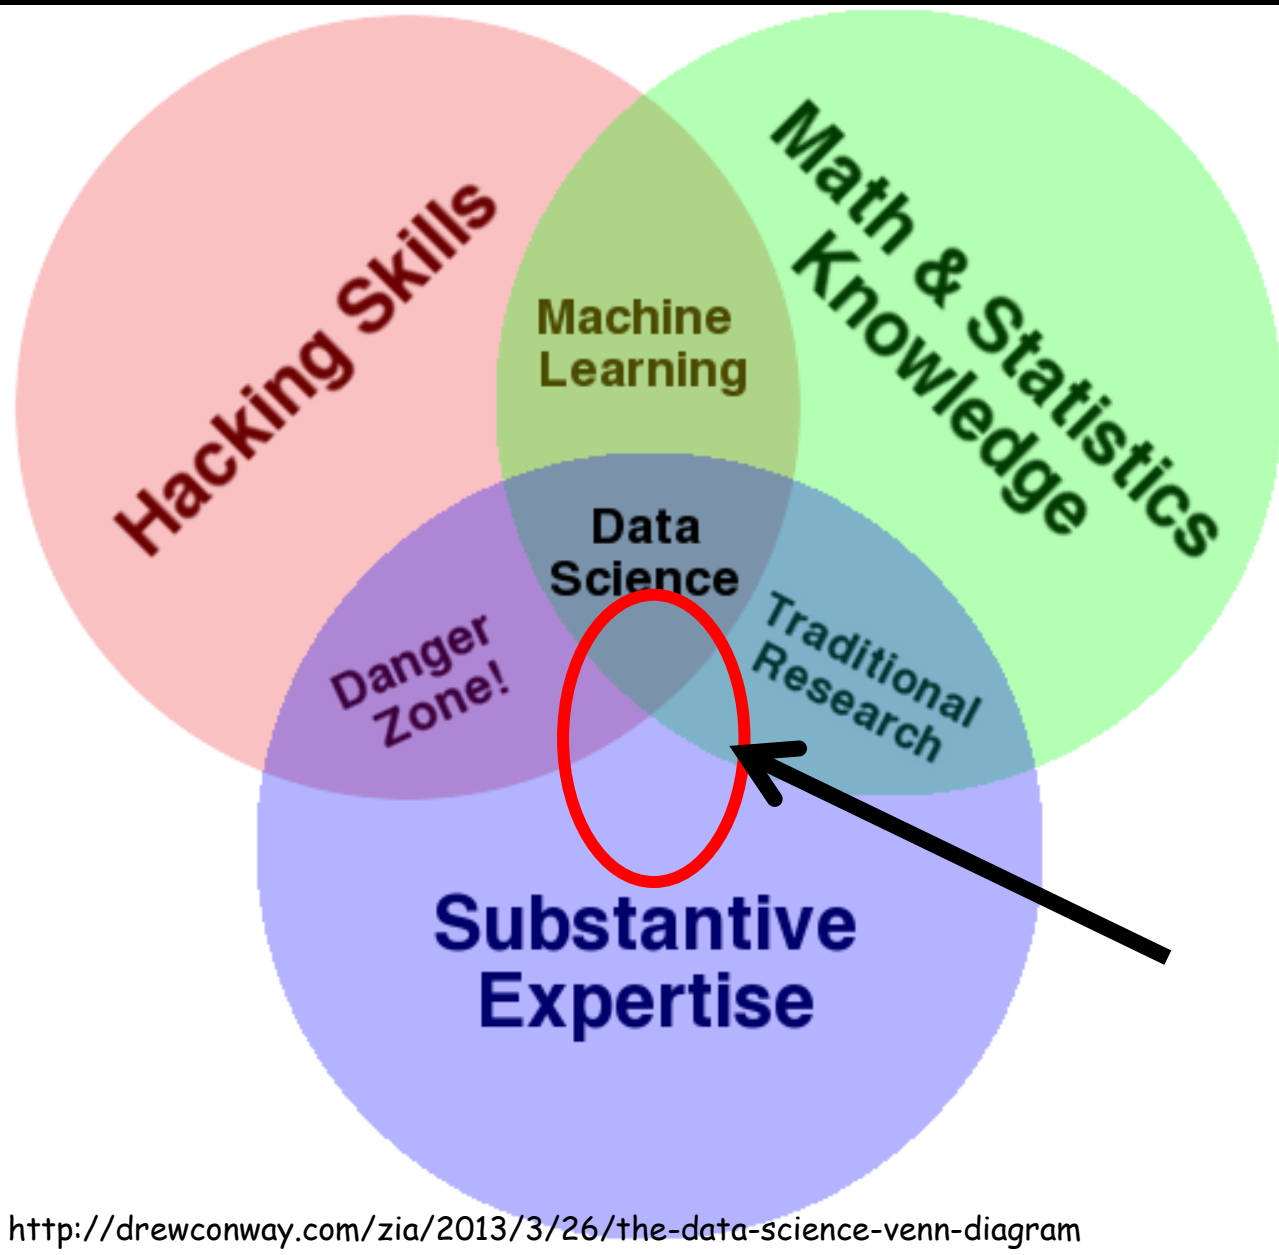 Hacking Skills
Math & Statistics
Knowledge
Machine
Learning
Data
Science
Danger
Zone!
Traditional
Research
Substantive
Expertise
http://drewconway.com/zia/2013/3/26/the-data-science-venn-diagram